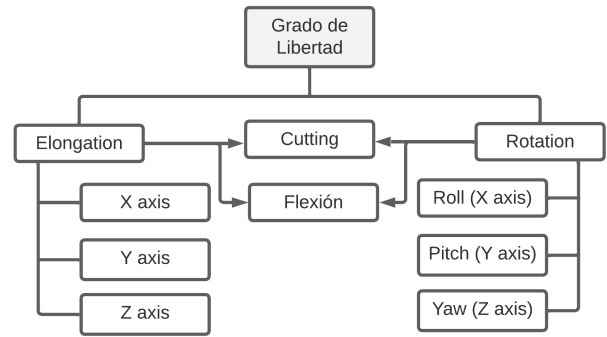 Grado de
Libertad
Elongation
Cutting
Rotation
X axis
Flexión
Roll (X axis)
Y axis
Pitch (Y axis)
Z axis
Yaw (Z axis)